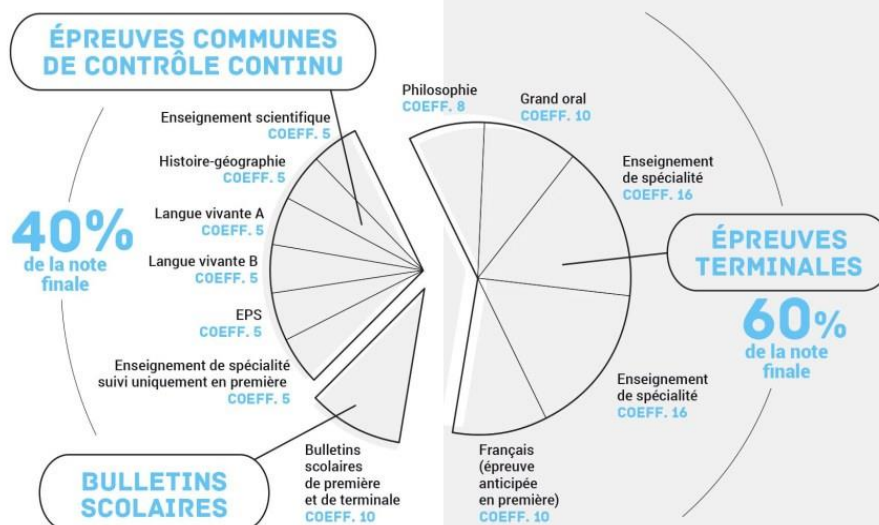 ÉPREUVES COMMUNES
DE CONTRÔLE CONTINU
Enseignement scientifique
COEFF. 5
Histoire-géographie
COEFF. 5
Langue vivante A
COEFF. 5
Langue vivante B
COEFF. 5
EPS
COEFF. 5
Enseignement de spécialité
suivi uniquement en première
COEFF. 5
40%
de la note
finale
BULLETINS
SCOLAIRES
Bulletins
scolaires
de première
et de terminale
COEFF. 10
Philosophie
COEFF. 8
Grand oral
COEFF. 10
Enseignement
de spécialité
COEFF. 16
ÉPREUVES
TERMINALES
60%
de la note
finale
Enseignement
de spécialité
COEFF. 16
Français
(épreuve
anticipée
en première)
COEFF. 10